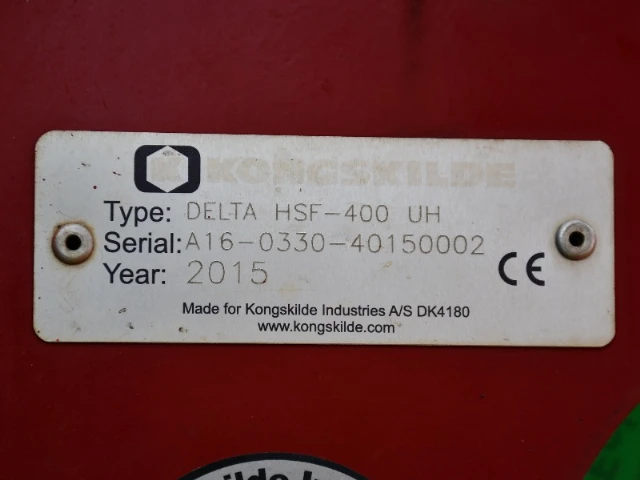 K KONGSKILDE
Type: DELTA HSF-400 UH
Serial: A16-0330-40150002
Year: 2015
CE
Made for Kongskilde Industries A/S DK4180
www.kongskilde.com